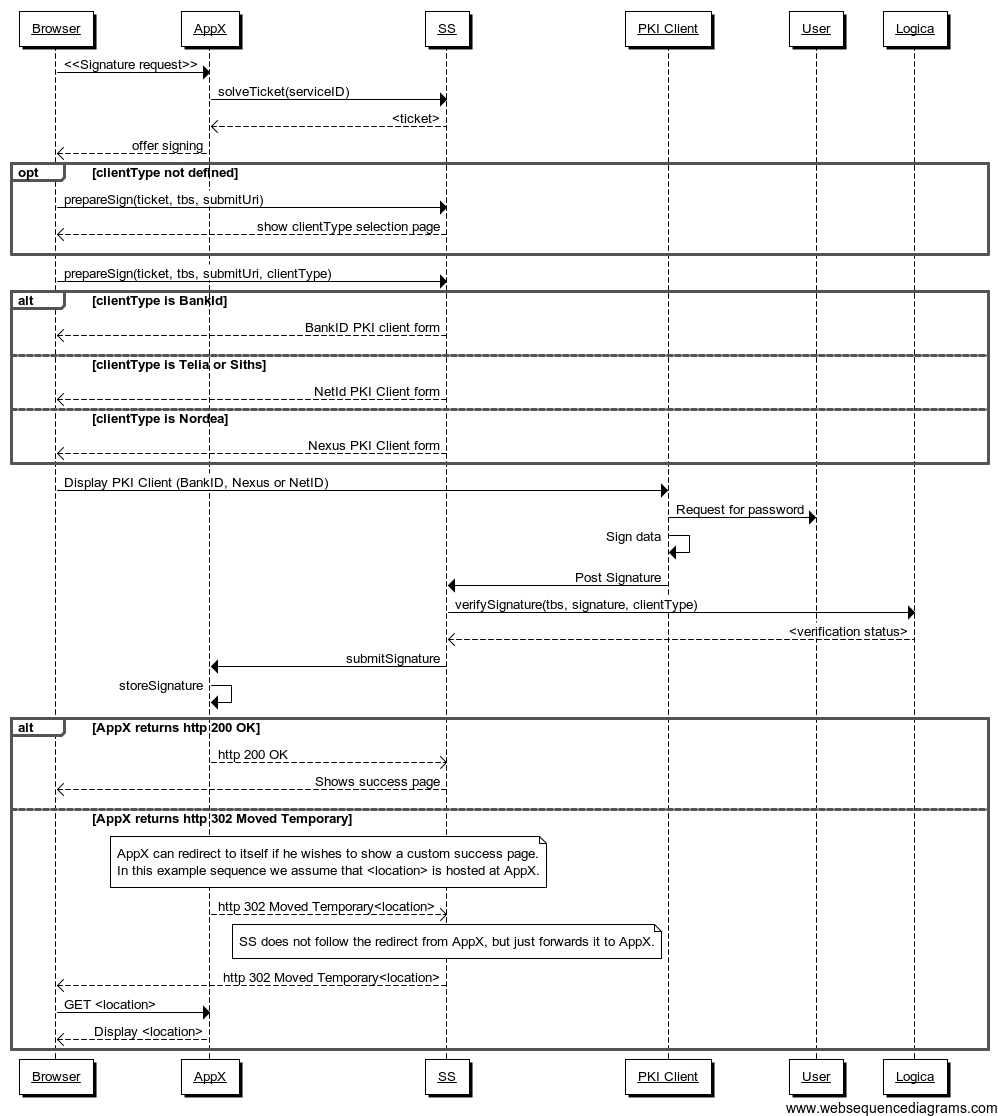 Browser AppX SS PKI Client User Logica
<<Signature request>>
solveTicket(serviceID)
<ticket>
offer signing
opt [clientType not defined]
prepareSign(ticket, tbs, submitUri)
show clientType selection page
prepareSign(ticket, tbs, submitUri, clientType)
alt [clientType is BankId]
BankID PKI client form
[clientType is Telia or Siths]
NetId PKI Client form
[clientType is Nordea]
Nexus PKI Client form
Display PKI Client (BankID, Nexus or NetID)
Request for password
Sign data
Post Signature
verifySignature(tbs, signature, clientType)
<verification status>
submitSignature
storeSignature
alt [AppX returns http 200 OK]
http 200 OK
Shows success page
[AppX returns http 302 Moved Temporary]
AppX can redirect to itself if he wishes to show a custom success page.
In this example sequence we assume that <location> is hosted at AppX.
http 302 Moved Temporary<location>
SS does not follow the redirect from AppX, but just forwards it to AppX.
http 302 Moved Temporary<location>
GET <location>
Display <location>
Browser AppX SS PKI Client User Logica
www.websequencediagrams.com